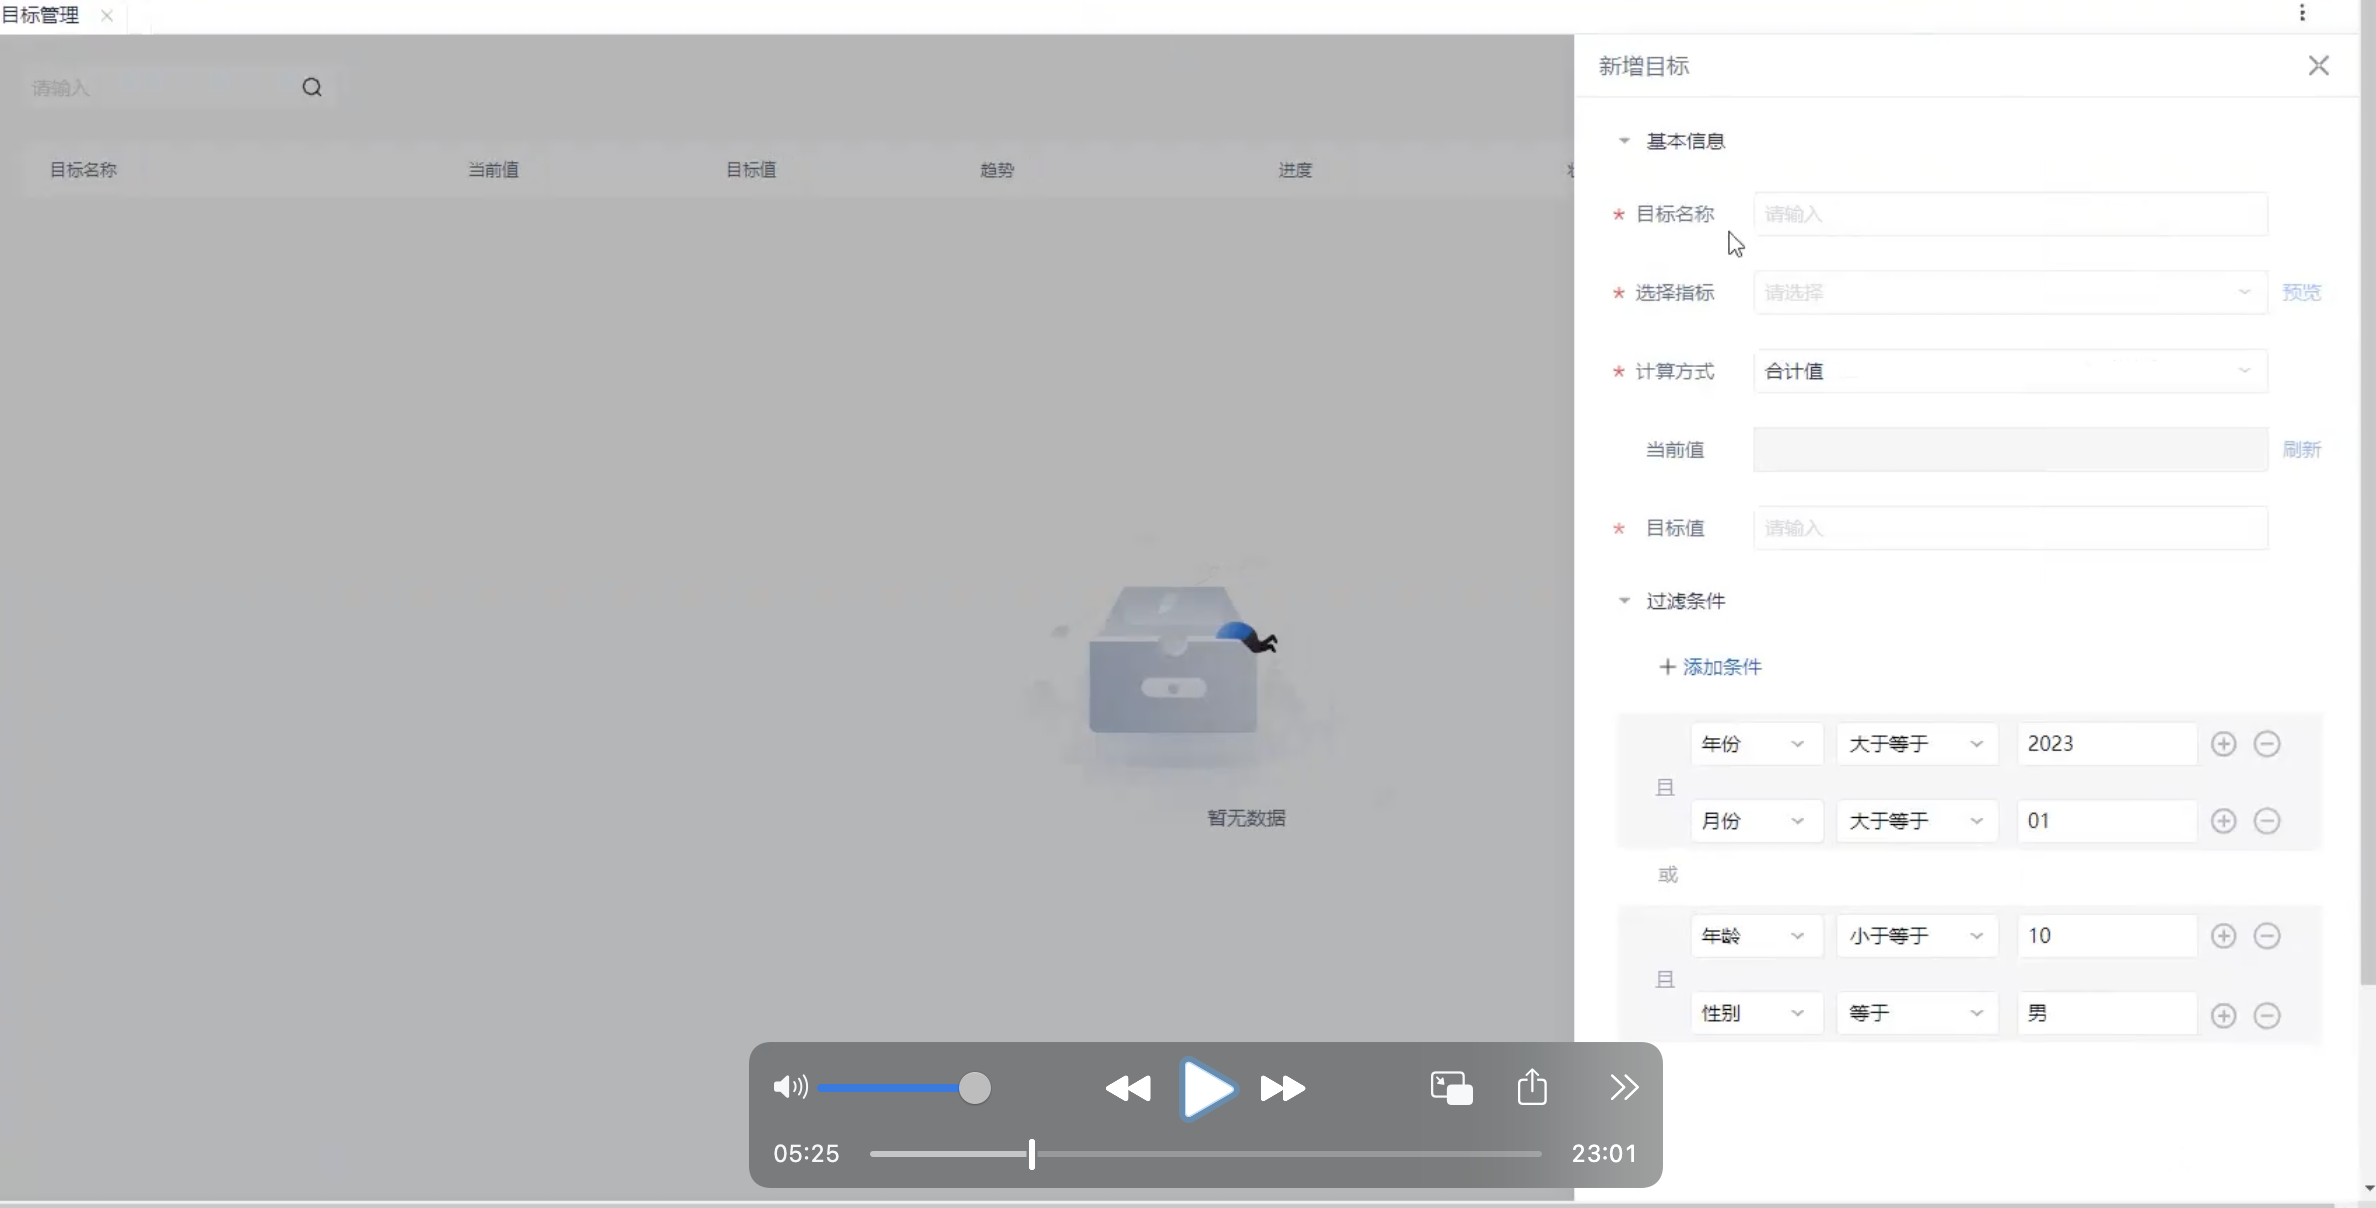 目标管理
请输入
目标名称 当前值 目标值 趋势 进度
暂无数据
新增目标
基本信息
* 目标名称 请输入
* 选择指标 请选择 预览
* 计算方式 合计值
当前值 刷新
* 目标值 请输入
过滤条件
+ 添加条件
年份 大于等于 2023
且
月份 大于等于 01
或
年龄 小于等于 10
且
性别 等于 男
05:25 23:01